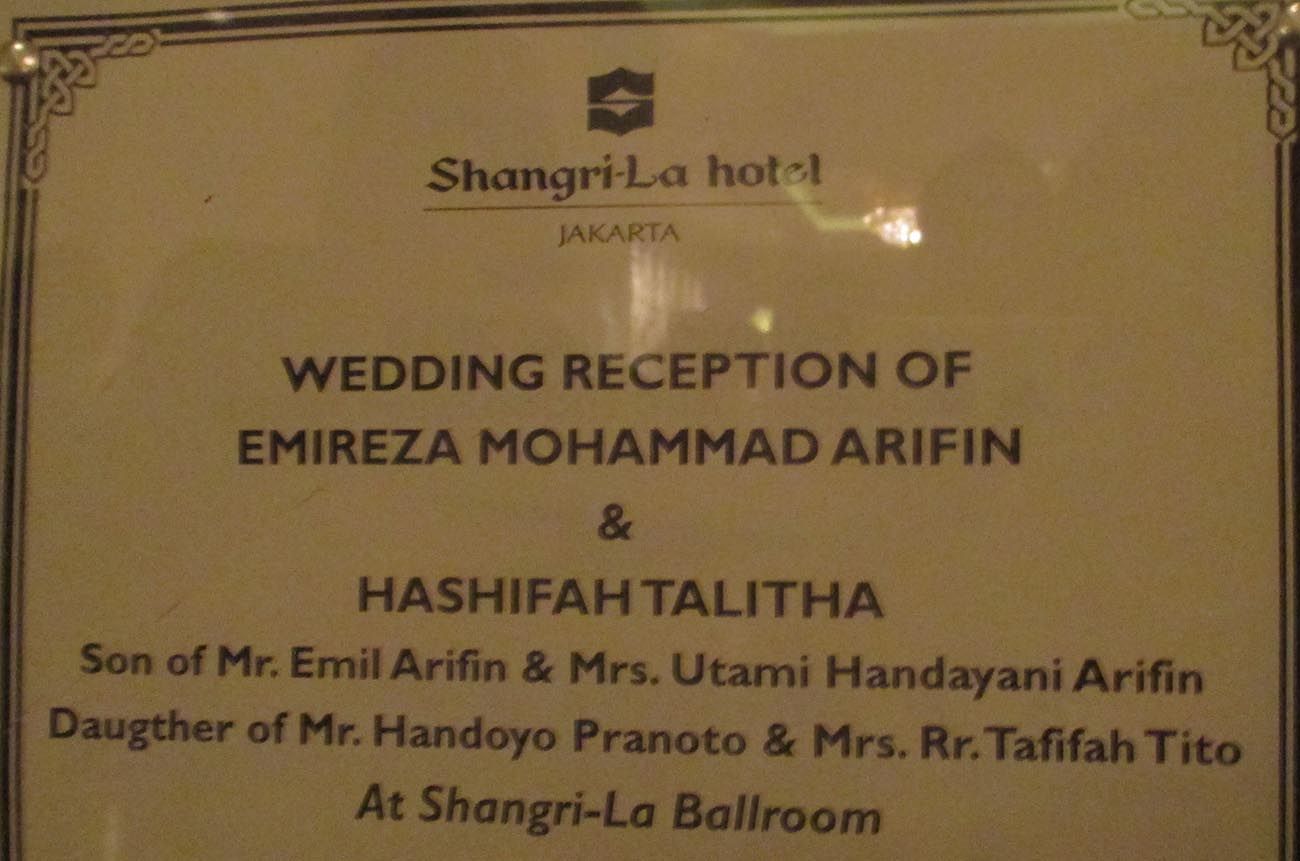 Shangri-La hotel
JAKARTA
WEDDING RECEPTION OF
EMIREZA MOHAMMAD ARIFIN
&
HASHIFAH TALITHA
Son of Mr. Emil Arifin & Mrs. Utami Handayani Arifin
Daugther of Mr. Handoyo Pranoto & Mrs. Rr. Tafifah Tito
At Shangri-La Ballroom